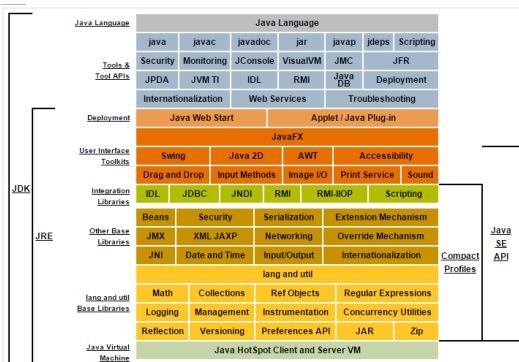 Java Language Java Language
java javac javadoc jar javap jdeps Scripting
Security Monitoring JConsole VisualVM JMC JFR
Tools &
Tool APIs
JPDA JVM TI IDL RMI Java DB Deployment
Internationalization Web Services Troubleshooting
Deployment Java Web Start Applet / Java Plug-in
JavaFX
User Interface
Toolkits
Swing Java 2D AWT Accessibility
Drag and Drop Input Methods Image I/O Print Service Sound
JDK
Integration
Libraries
IDL JDBC JNDI RMI RMI-IIOP Scripting
Beans Security Serialization Extension Mechanism
JRE
Other Base
Libraries
JMX XML JAXP Networking Override Mechanism
Java
SE
API
JNI Date and Time Input/Output Internationalization
Compact
Profiles
lang and util
lang and util
Base Libraries
Math Collections Ref Objects Regular Expressions
Logging Management Instrumentation Concurrency Utilities
Reflection Versioning Preferences API JAR Zip
Java Virtual
Machine
Java HotSpot Client and Server VM